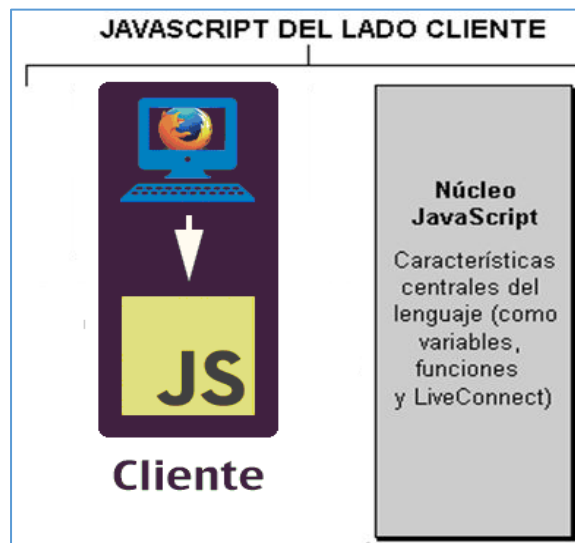 JAVASCRIPT DEL LADO CLIENTE
JS
Cliente
Núcleo
JavaScript
Características
centrales del
lenguaje (como
variables,
funciones
y LiveConnect)